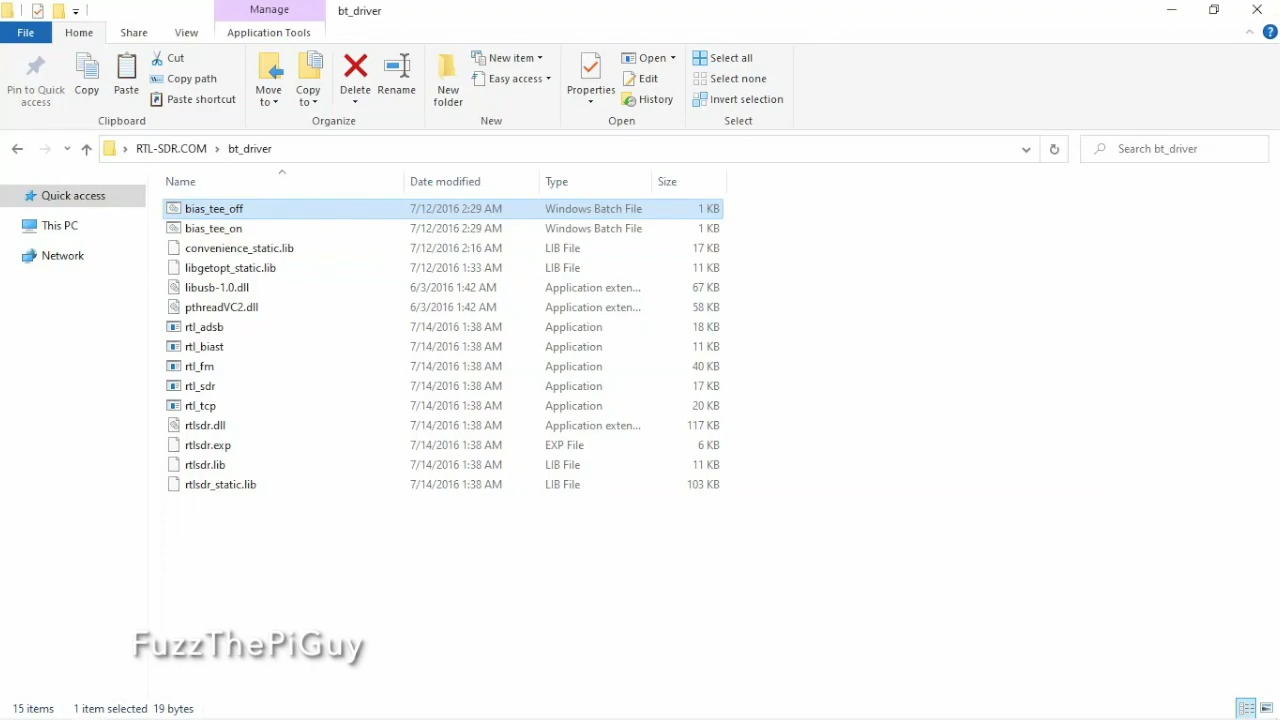 Manage
bt_driver
File
Home
Share
View
Application Tools
Pin to Quick access
Copy
Paste
Cut
Copy path
Paste shortcut
Move to
Copy to
Delete
Rename
New folder
New item
Easy access
Properties
Open
Edit
History
Select all
Select none
Invert selection
Clipboard
Organize
New
Open
Select
RTL-SDR.COM > bt_driver
Search bt_driver
Quick access
This PC
Network
Name Date modified Type Size
bias_tee_off 7/12/2016 2:29 AM Windows Batch File 1 KB
bias_tee_on 7/12/2016 2:29 AM Windows Batch File 1 KB
convenience_static.lib 7/12/2016 2:16 AM LIB File 17 KB
libgetopt_static.lib 7/12/2016 1:33 AM LIB File 11 KB
libusb-1.0.dll 6/3/2016 1:42 AM Application exten... 67 KB
pthreadVC2.dll 6/3/2016 1:42 AM Application exten... 58 KB
rtl_adsb 7/14/2016 1:38 AM Application 18 KB
rtl_biast 7/14/2016 1:38 AM Application 11 KB
rtl_fm 7/14/2016 1:38 AM Application 40 KB
rtl_sdr 7/14/2016 1:38 AM Application 17 KB
rtl_tcp 7/14/2016 1:38 AM Application 20 KB
rtlsdr.dll 7/14/2016 1:38 AM Application exten... 117 KB
rtlsdr.exp 7/14/2016 1:38 AM EXP File 6 KB
rtlsdr.lib 7/14/2016 1:38 AM LIB File 11 KB
rtlsdr_static.lib 7/14/2016 1:38 AM LIB File 103 KB
FuzzThePiGuy
15 items 1 item selected 19 bytes